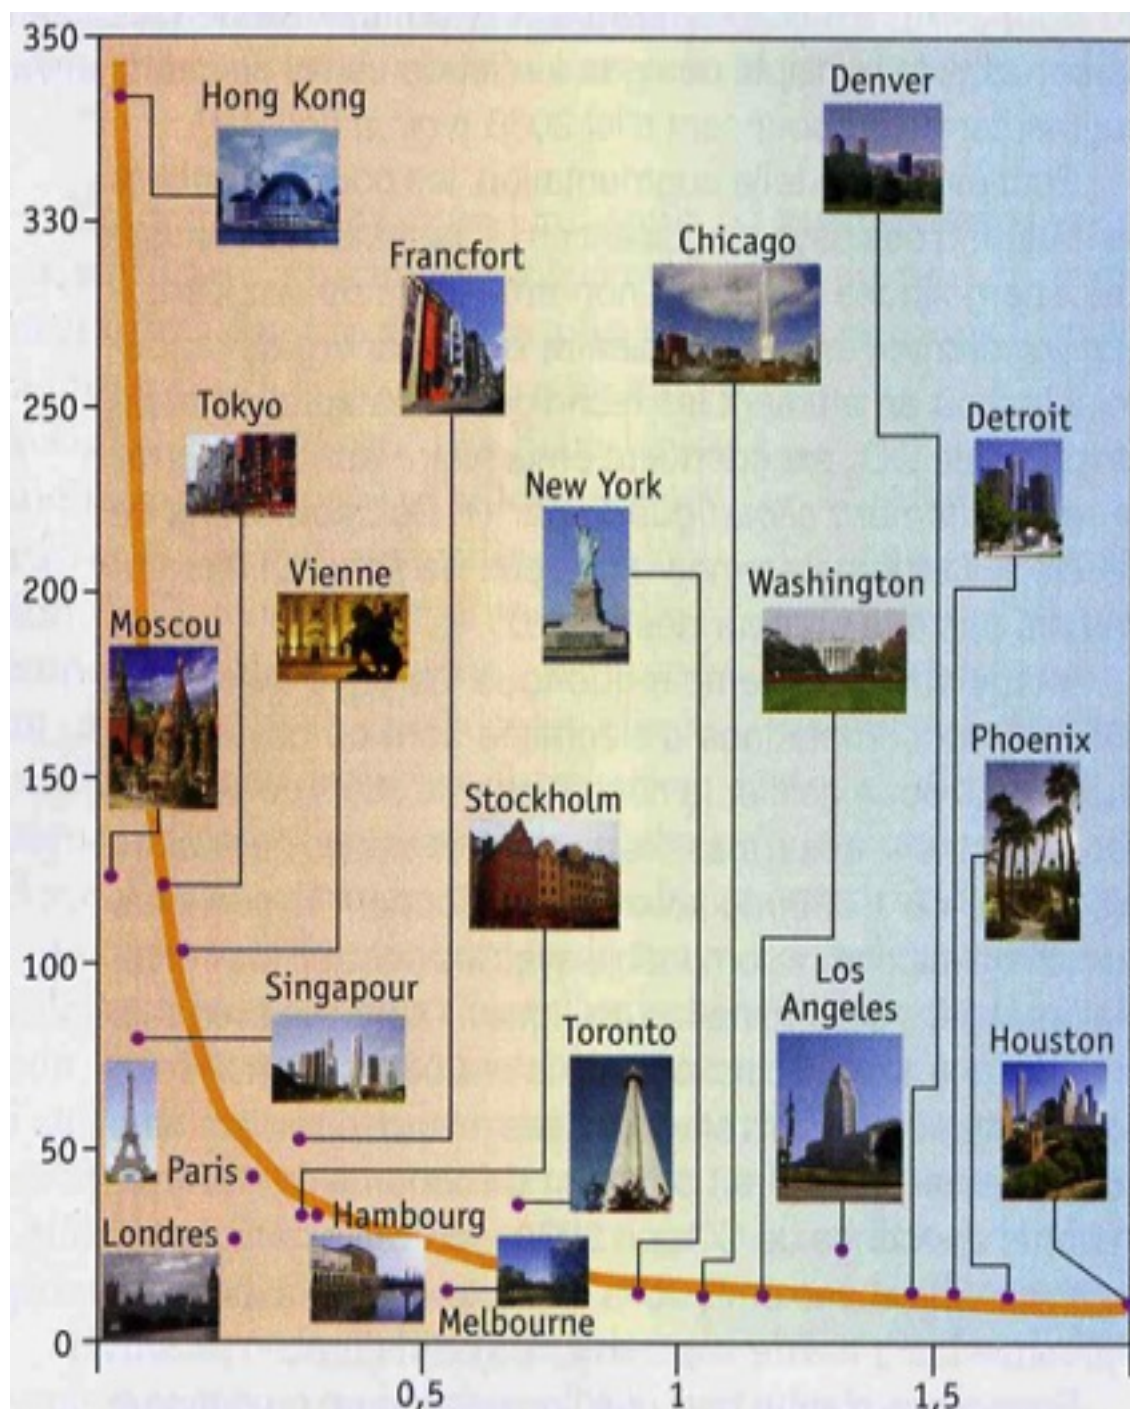 350
Hong Kong
Denver
330
Francfort
Chicago
250
Tokyo
Detroit
New York
200
Vienne
Washington
Moscou
150
Phoenix
Stockholm
100
Los
Angeles
Singapour
Toronto
Houston
50
Paris
Hambourg
Londres
Melbourne
0
0,5
1
1,5